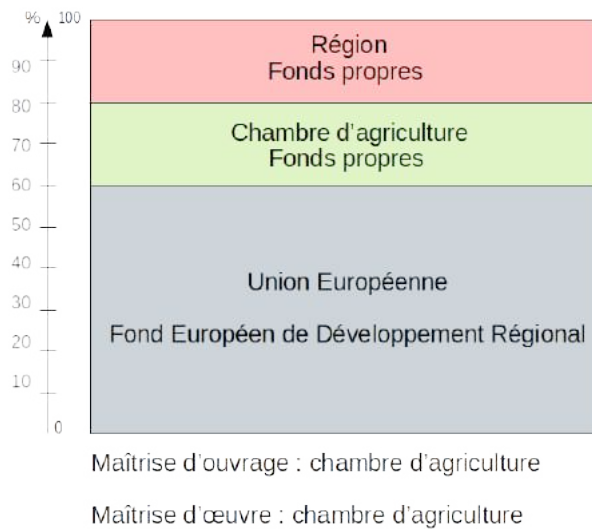 % 100
Région
Fonds propres
90
80
Chambre d'agriculture
Fonds propres
70
60
50
40
Union Européenne
30
Fond Européen de Développement Régional
20
10
0
Maîtrise d'ouvrage : chambre d'agriculture
Maîtrise d'œuvre : chambre d'agriculture